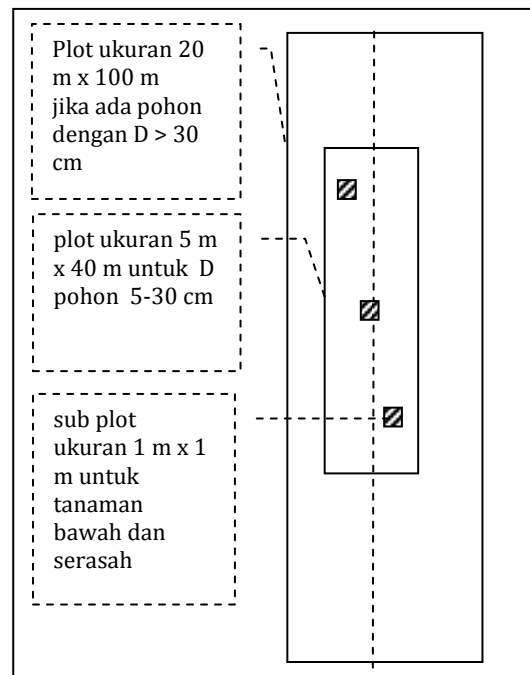 Plot ukuran 20
m x 100 m
jika ada pohon
dengan D > 30
cm
plot ukuran 5 m
x 40 m untuk D
pohon 5-30 cm
sub plot
ukuran 1 m x 1
m untuk
tanaman
bawah dan
serasah